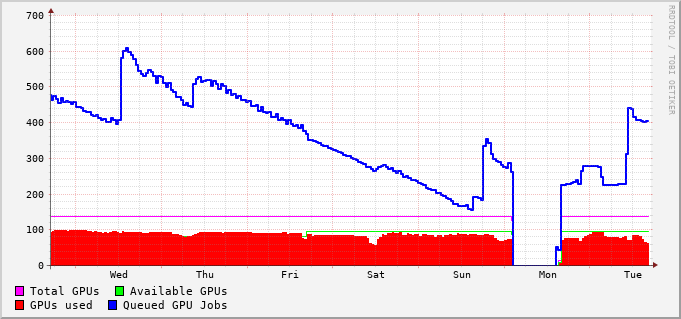 700
600
500
400
300
200
100
0
Wed Thu Fri Sat Sun Mon Tue
Total GPUs Available GPUs
GPUs used Queued GPU Jobs
RRDTOOL / TOBI OETIKER